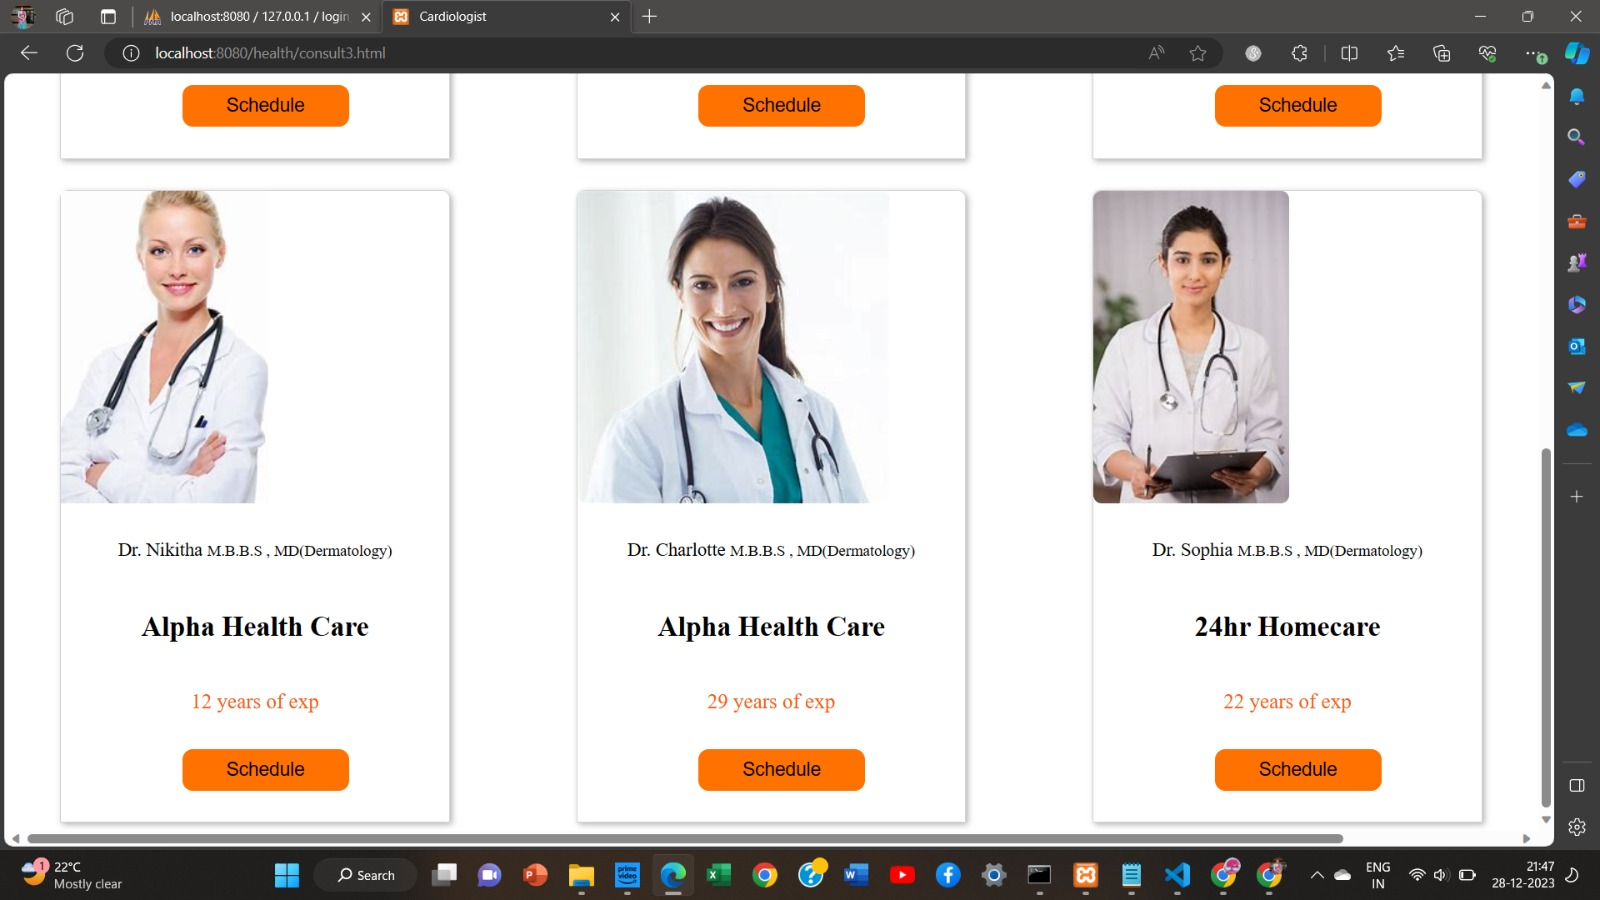 localhost:8080 / 127.0.0.1 / login
Cardiologist
localhost:8080/health/consult3.html
Schedule
Schedule
Schedule
Dr. Nikitha M.B.B.S , MD(Dermatology)
Alpha Health Care
12 years of exp
Schedule
Dr. Charlotte M.B.B.S , MD(Dermatology)
Alpha Health Care
29 years of exp
Schedule
Dr. Sophia M.B.B.S , MD(Dermatology)
24hr Homecare
22 years of exp
Schedule
1
22°C
Mostly clear
Search
prime video
ENG
IN
21:47
28-12-2023